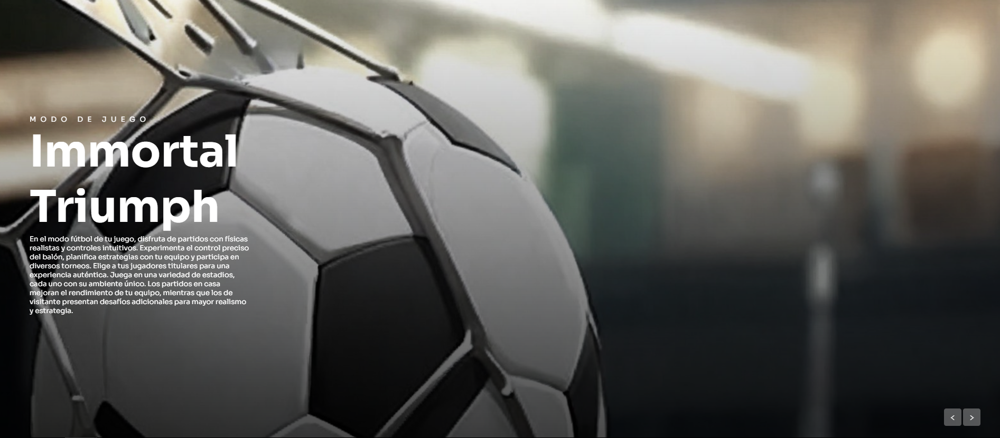 MODO DE JUEGO
Immortal
Triumph
En el modo fútbol de tu juego, disfruta de partidos con físicas
realistas y controles intuitivos. Experimenta el control preciso
del balón, planifica estrategias con tu equipo y participa en
diversos torneos. Elige a tus jugadores titulares para una
experiencia auténtica. Juega en una variedad de estadios,
cada uno con su ambiente único. Los partidos en casa
mejoran el rendimiento de tu equipo, mientras que los de
visitante presentan desafíos adicionales para mayor realismo
y estrategia.